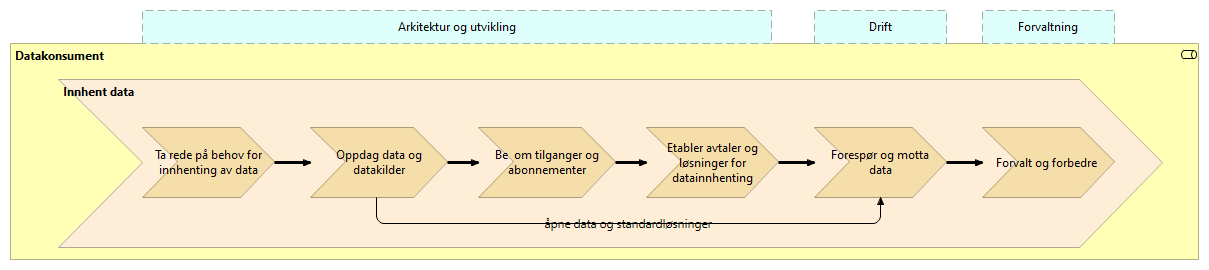 Arkitektur og utvikling
Drift
Forvaltning
Datakonsument
Innhent data
Ta rede på behov for
innhenting av data
Oppdag data og
datakilder
Be om tilganger og
abonnementer
Etabler avtaler og
løsninger for
datainnhenting
Forespør og motta
data
Forvalt og forbedre
åpne data og standardløsninger